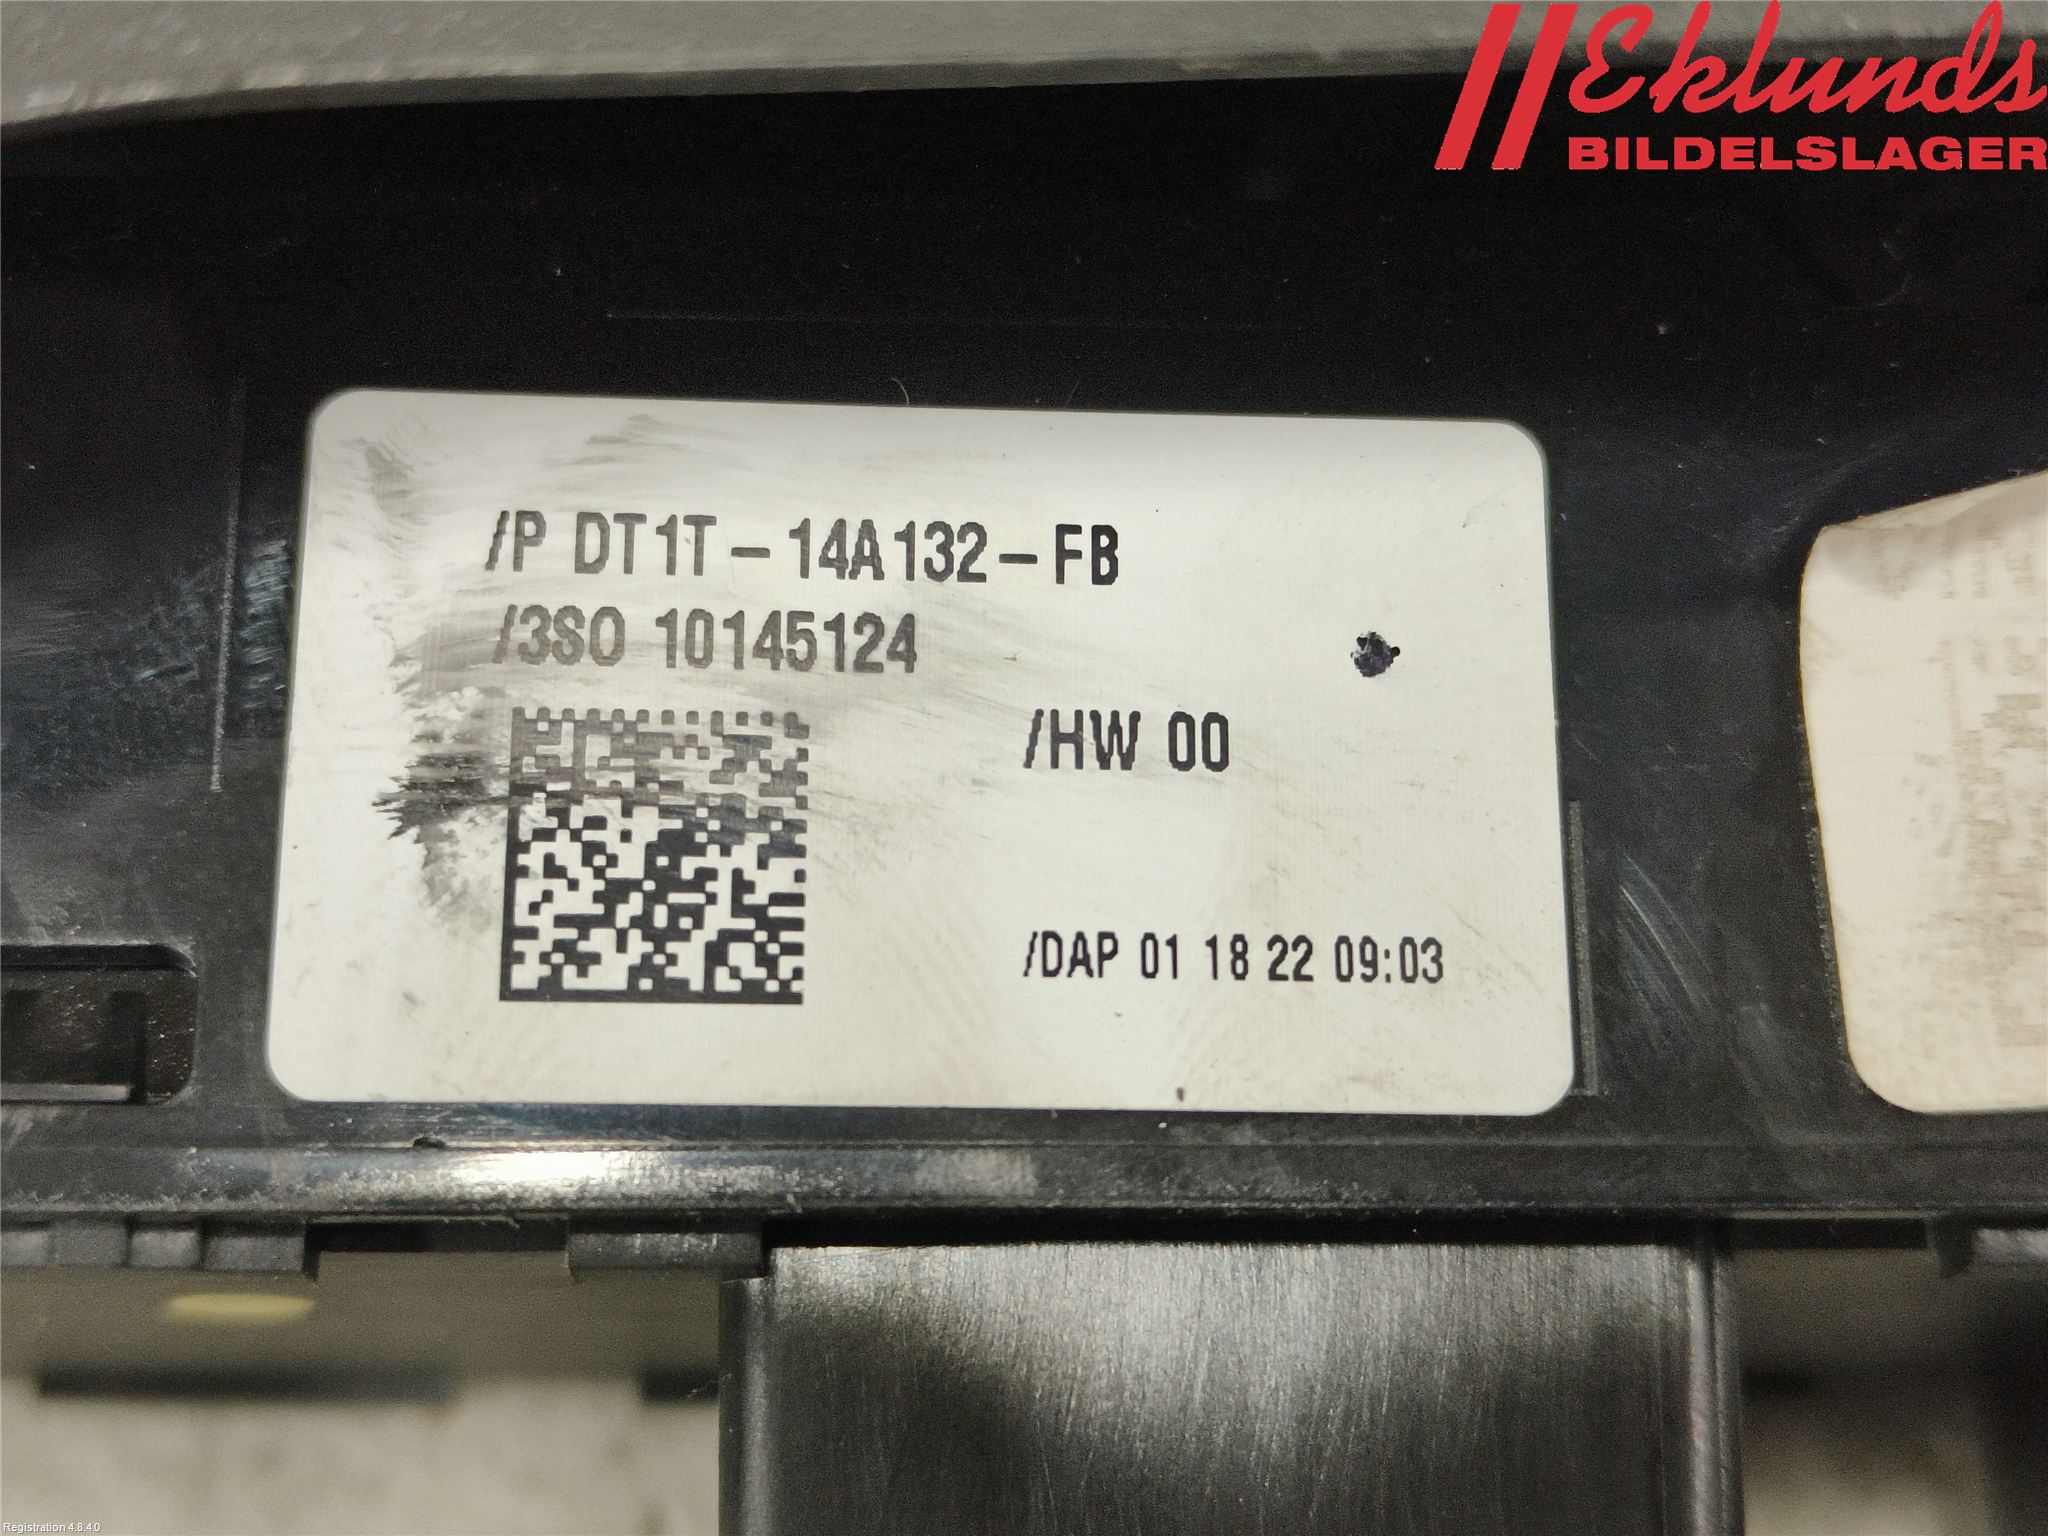 Eklunds
BILDELSLAGER
/P DT1T-14A132-FB
/3SO 10145124
/HW 00
/DAP 01 18 22 09:03
Registration 4.8.4.0